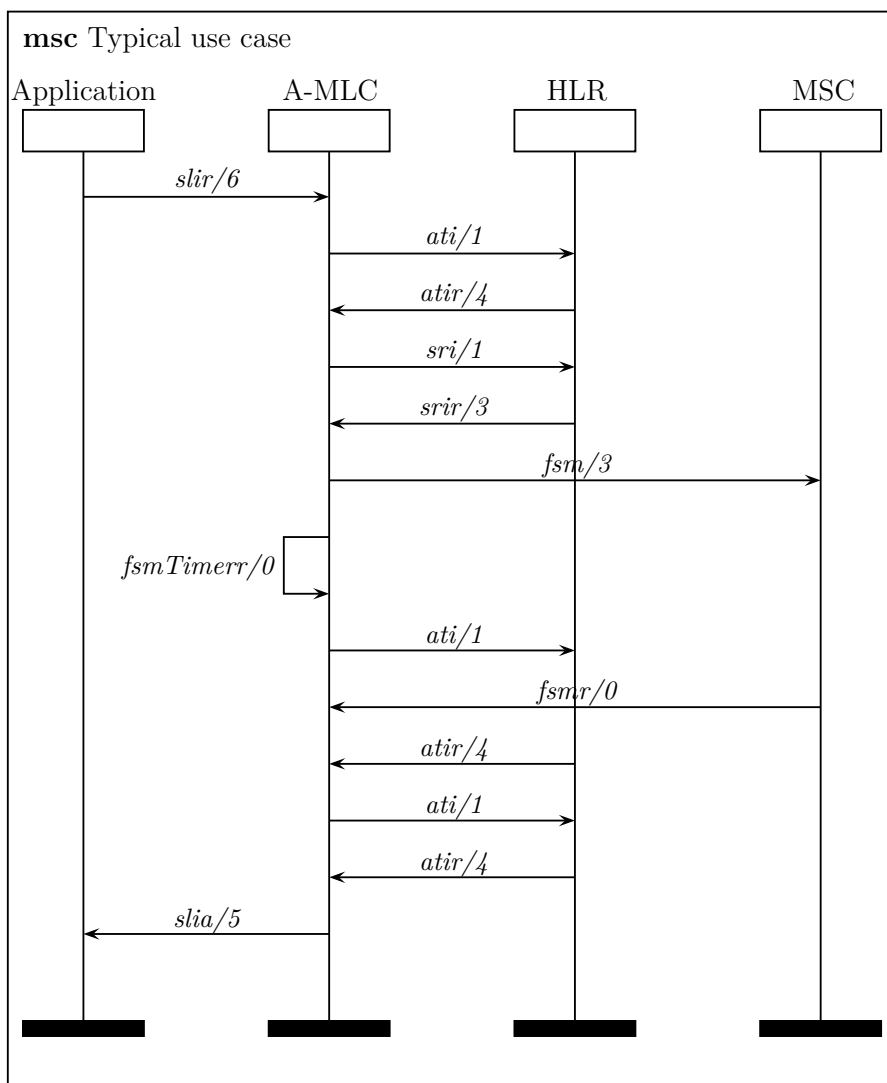 msc Typical use case
Application A-MLC HLR MSC
slir/6
ati/1
atir/4
sri/1
srir/3
fsm/3
fsmTimerr/0
ati/1
fsmr/0
atir/4
ati/1
atir/4
slia/5